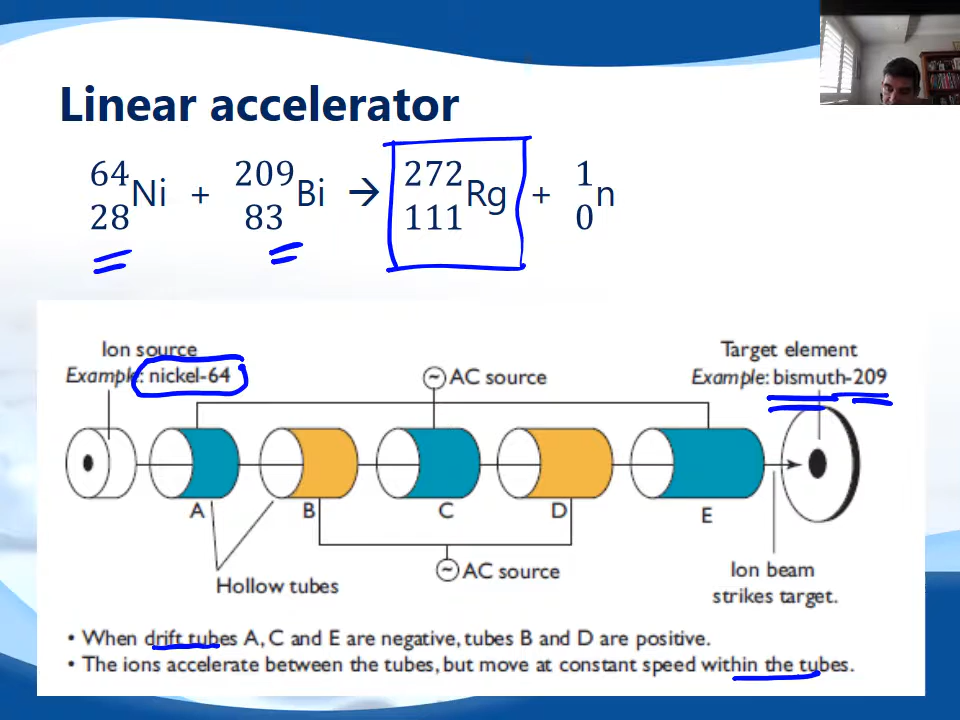 Linear accelerator
64 209 272 1
Ni + Bi → Rg + n
28 83 111 0
Ion source
Example: nickel-64
~ AC source
Target element
Example: bismuth-209
A B C D E
Hollow tubes
~ AC source
Ion beam
strikes target.
• When drift tubes A, C and E are negative, tubes B and D are positive.
• The ions accelerate between the tubes, but move at constant speed within the tubes.